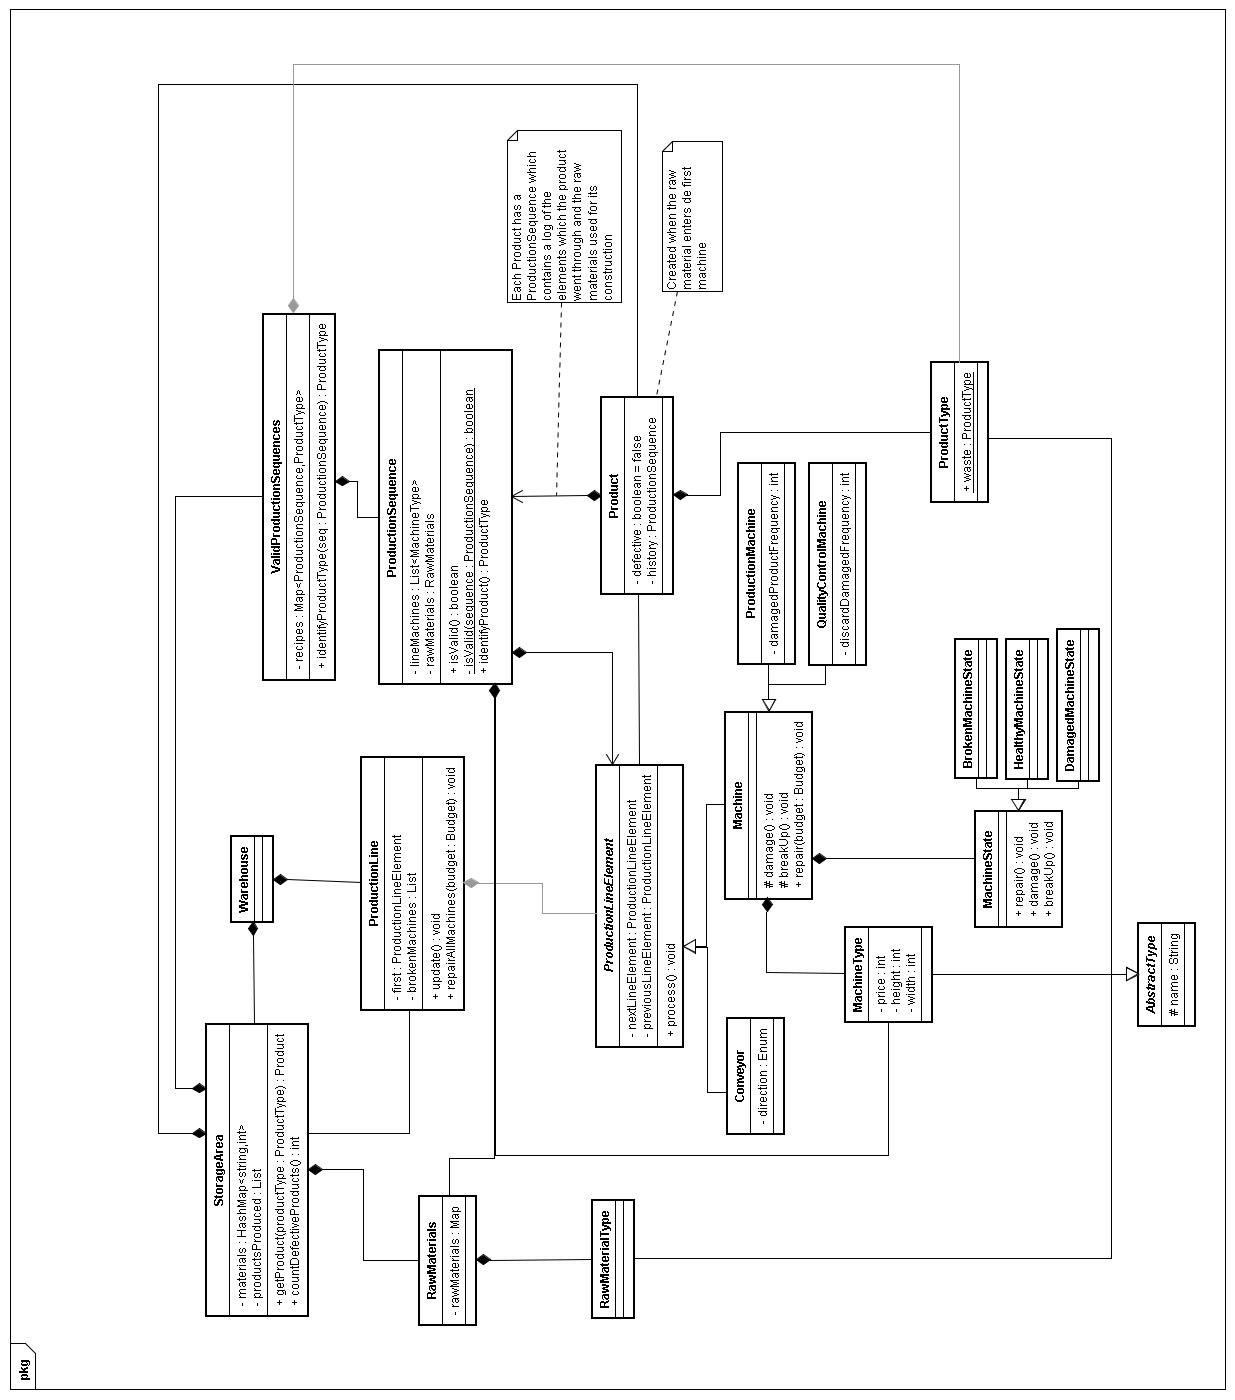 pkg
Warehouse
StorageArea
- materials : HashMap<string,int>
- productsProduced : List
+ getProduct(productType : ProductType) : Product
+ countDefectiveProducts() : int
ProductionLine
- first : ProductionLineElement
- brokenMachines : List
+ update() : void
+ repairAllMachines(budget : Budget) : void
ValidProductionSequences
- recipes : Map<ProductionSequence,ProductType>
+ identifyProductType(seq : ProductionSequence) : ProductType
ProductionSequence
- lineMachines : List<MachineType>
- rawMaterials : RawMaterials
+ isValid() : boolean
- isValid(sequence : ProductionSequence) : boolean
+ identifyProduct() : ProductType
Each Product has a
ProductionSequence which
contains a log of the
elements which the product
went through and the raw
materials used for its
construction
Created when the raw
material enters de first
machine
Product
- defective : boolean = false
- history : ProductionSequence
ProductType
+ waste : ProductType
RawMaterials
- rawMaterials : Map
RawMaterialType
ProductionLineElement
- nextLineElement : ProductionLineElement
- previousLineElement : ProductionLineElement
+ process() : void
Conveyor
- direction : Enum
Machine
# damage() : void
# breakUp() : void
+ repair(budget : Budget) : void
ProductionMachine
- damagedProductFrequency : int
QualityControlMachine
- discardDamagedFrequency : int
MachineType
- price : int
- height : int
- width : int
MachineState
+ repair() : void
+ damage() : void
+ breakUp() : void
BrokenMachineState
HealthyMachineState
DamagedMachineState
AbstractType
# name : String